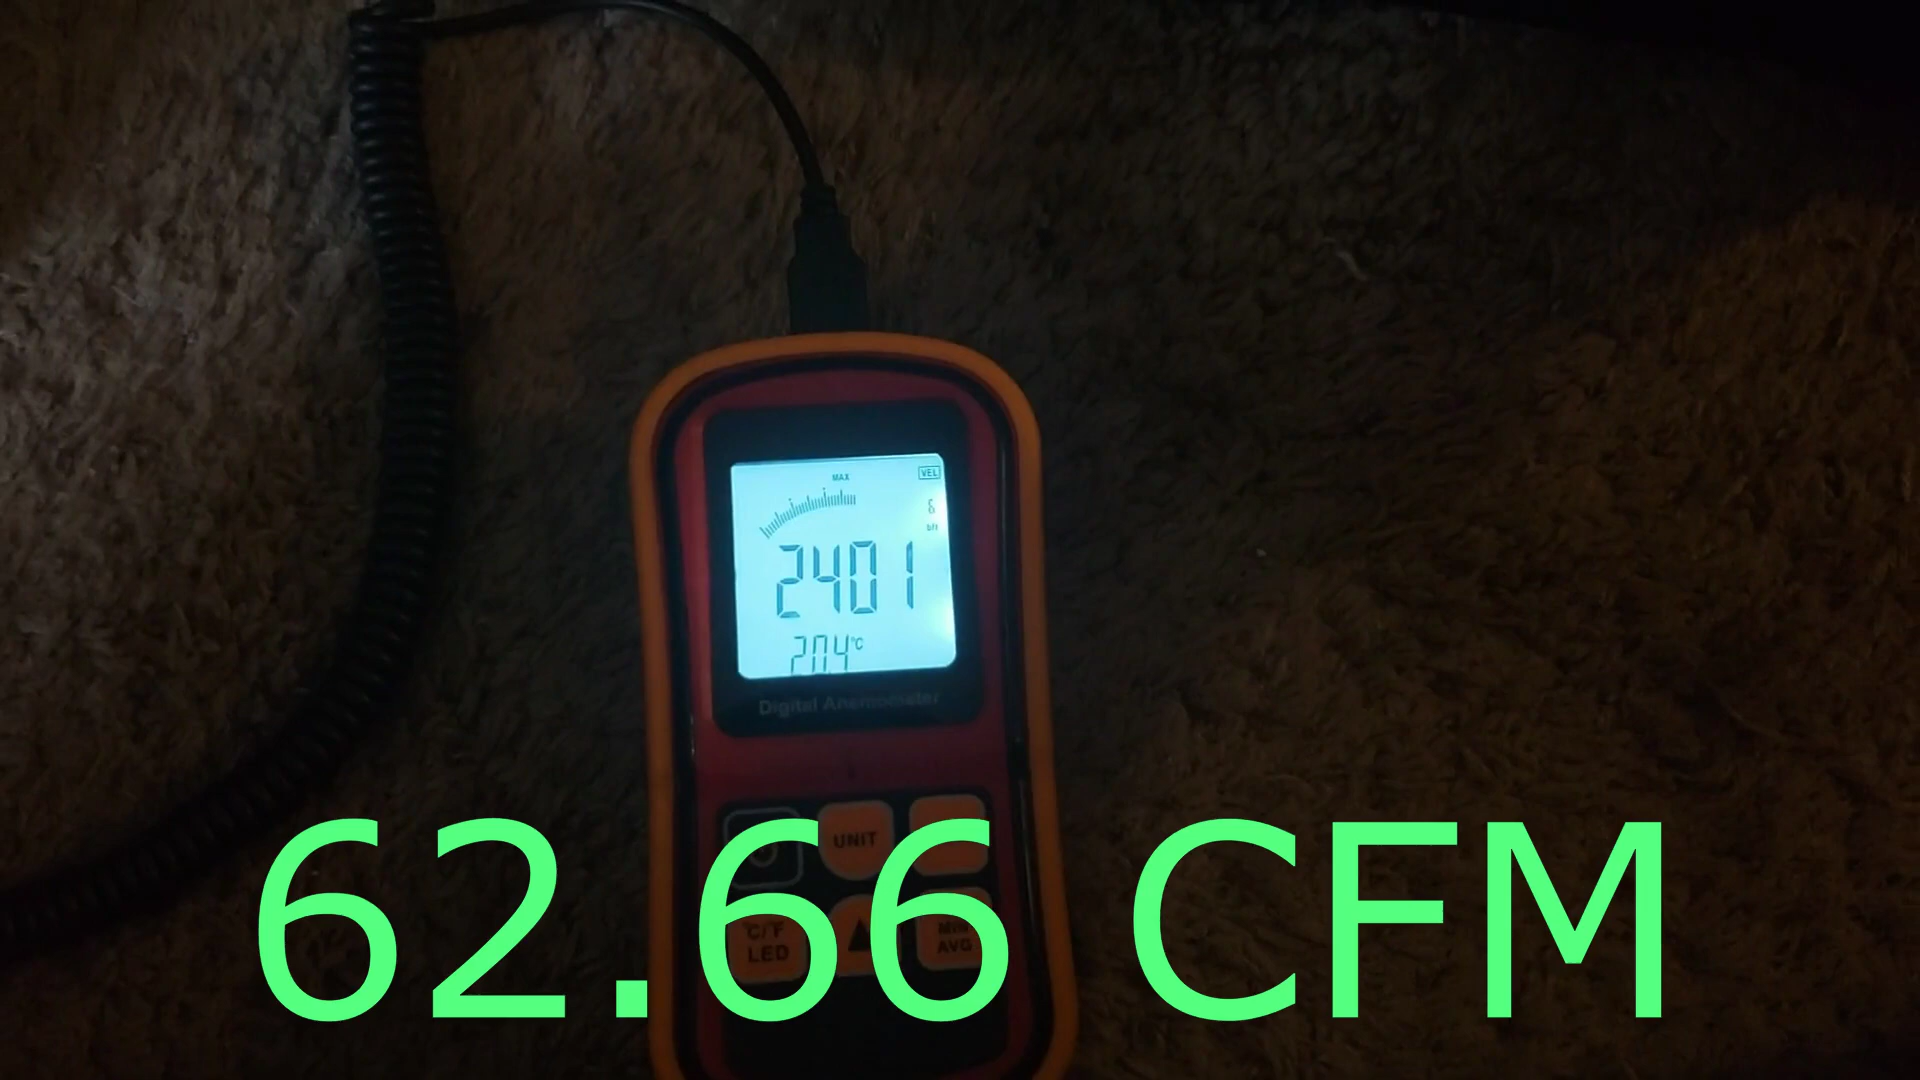 MAX
VEL
2401
20.4°C
Digital Anemometer
UNIT
°C/°F
LED
MIN
AVG
62.66 CFM